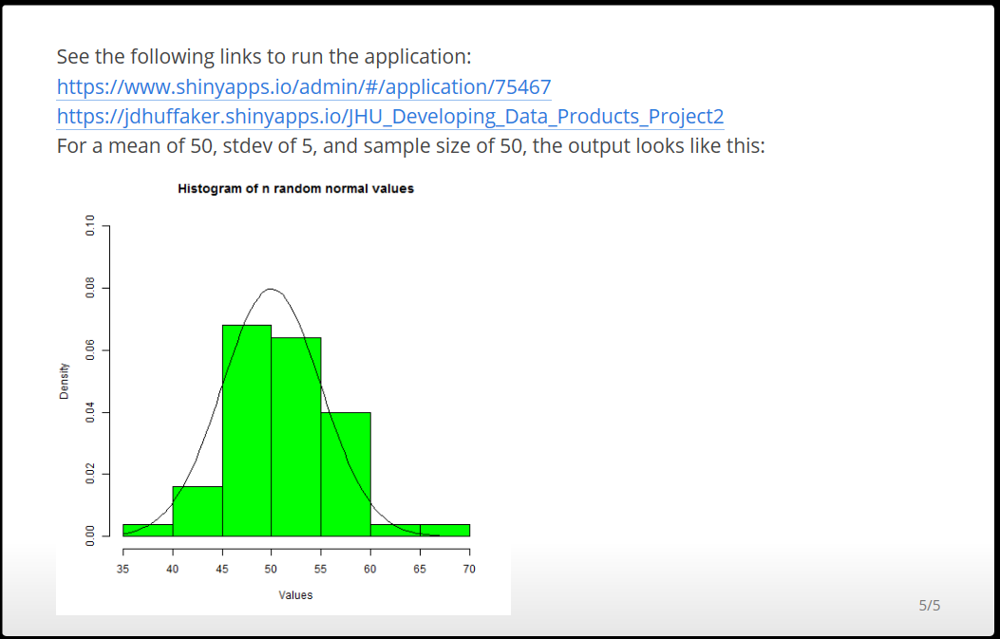 See the following links to run the application:
https://www.shinyapps.io/admin/#/application/75467
https://jdhuffaker.shinyapps.io/JHU_Developing_Data_Products_Project2
For a mean of 50, stdev of 5, and sample size of 50, the output looks like this:
Histogram of n random normal values
0.10
0.08
0.06
0.04
0.02
0.00
Density
35 40 45 50 55 60 65 70
Values
5/5